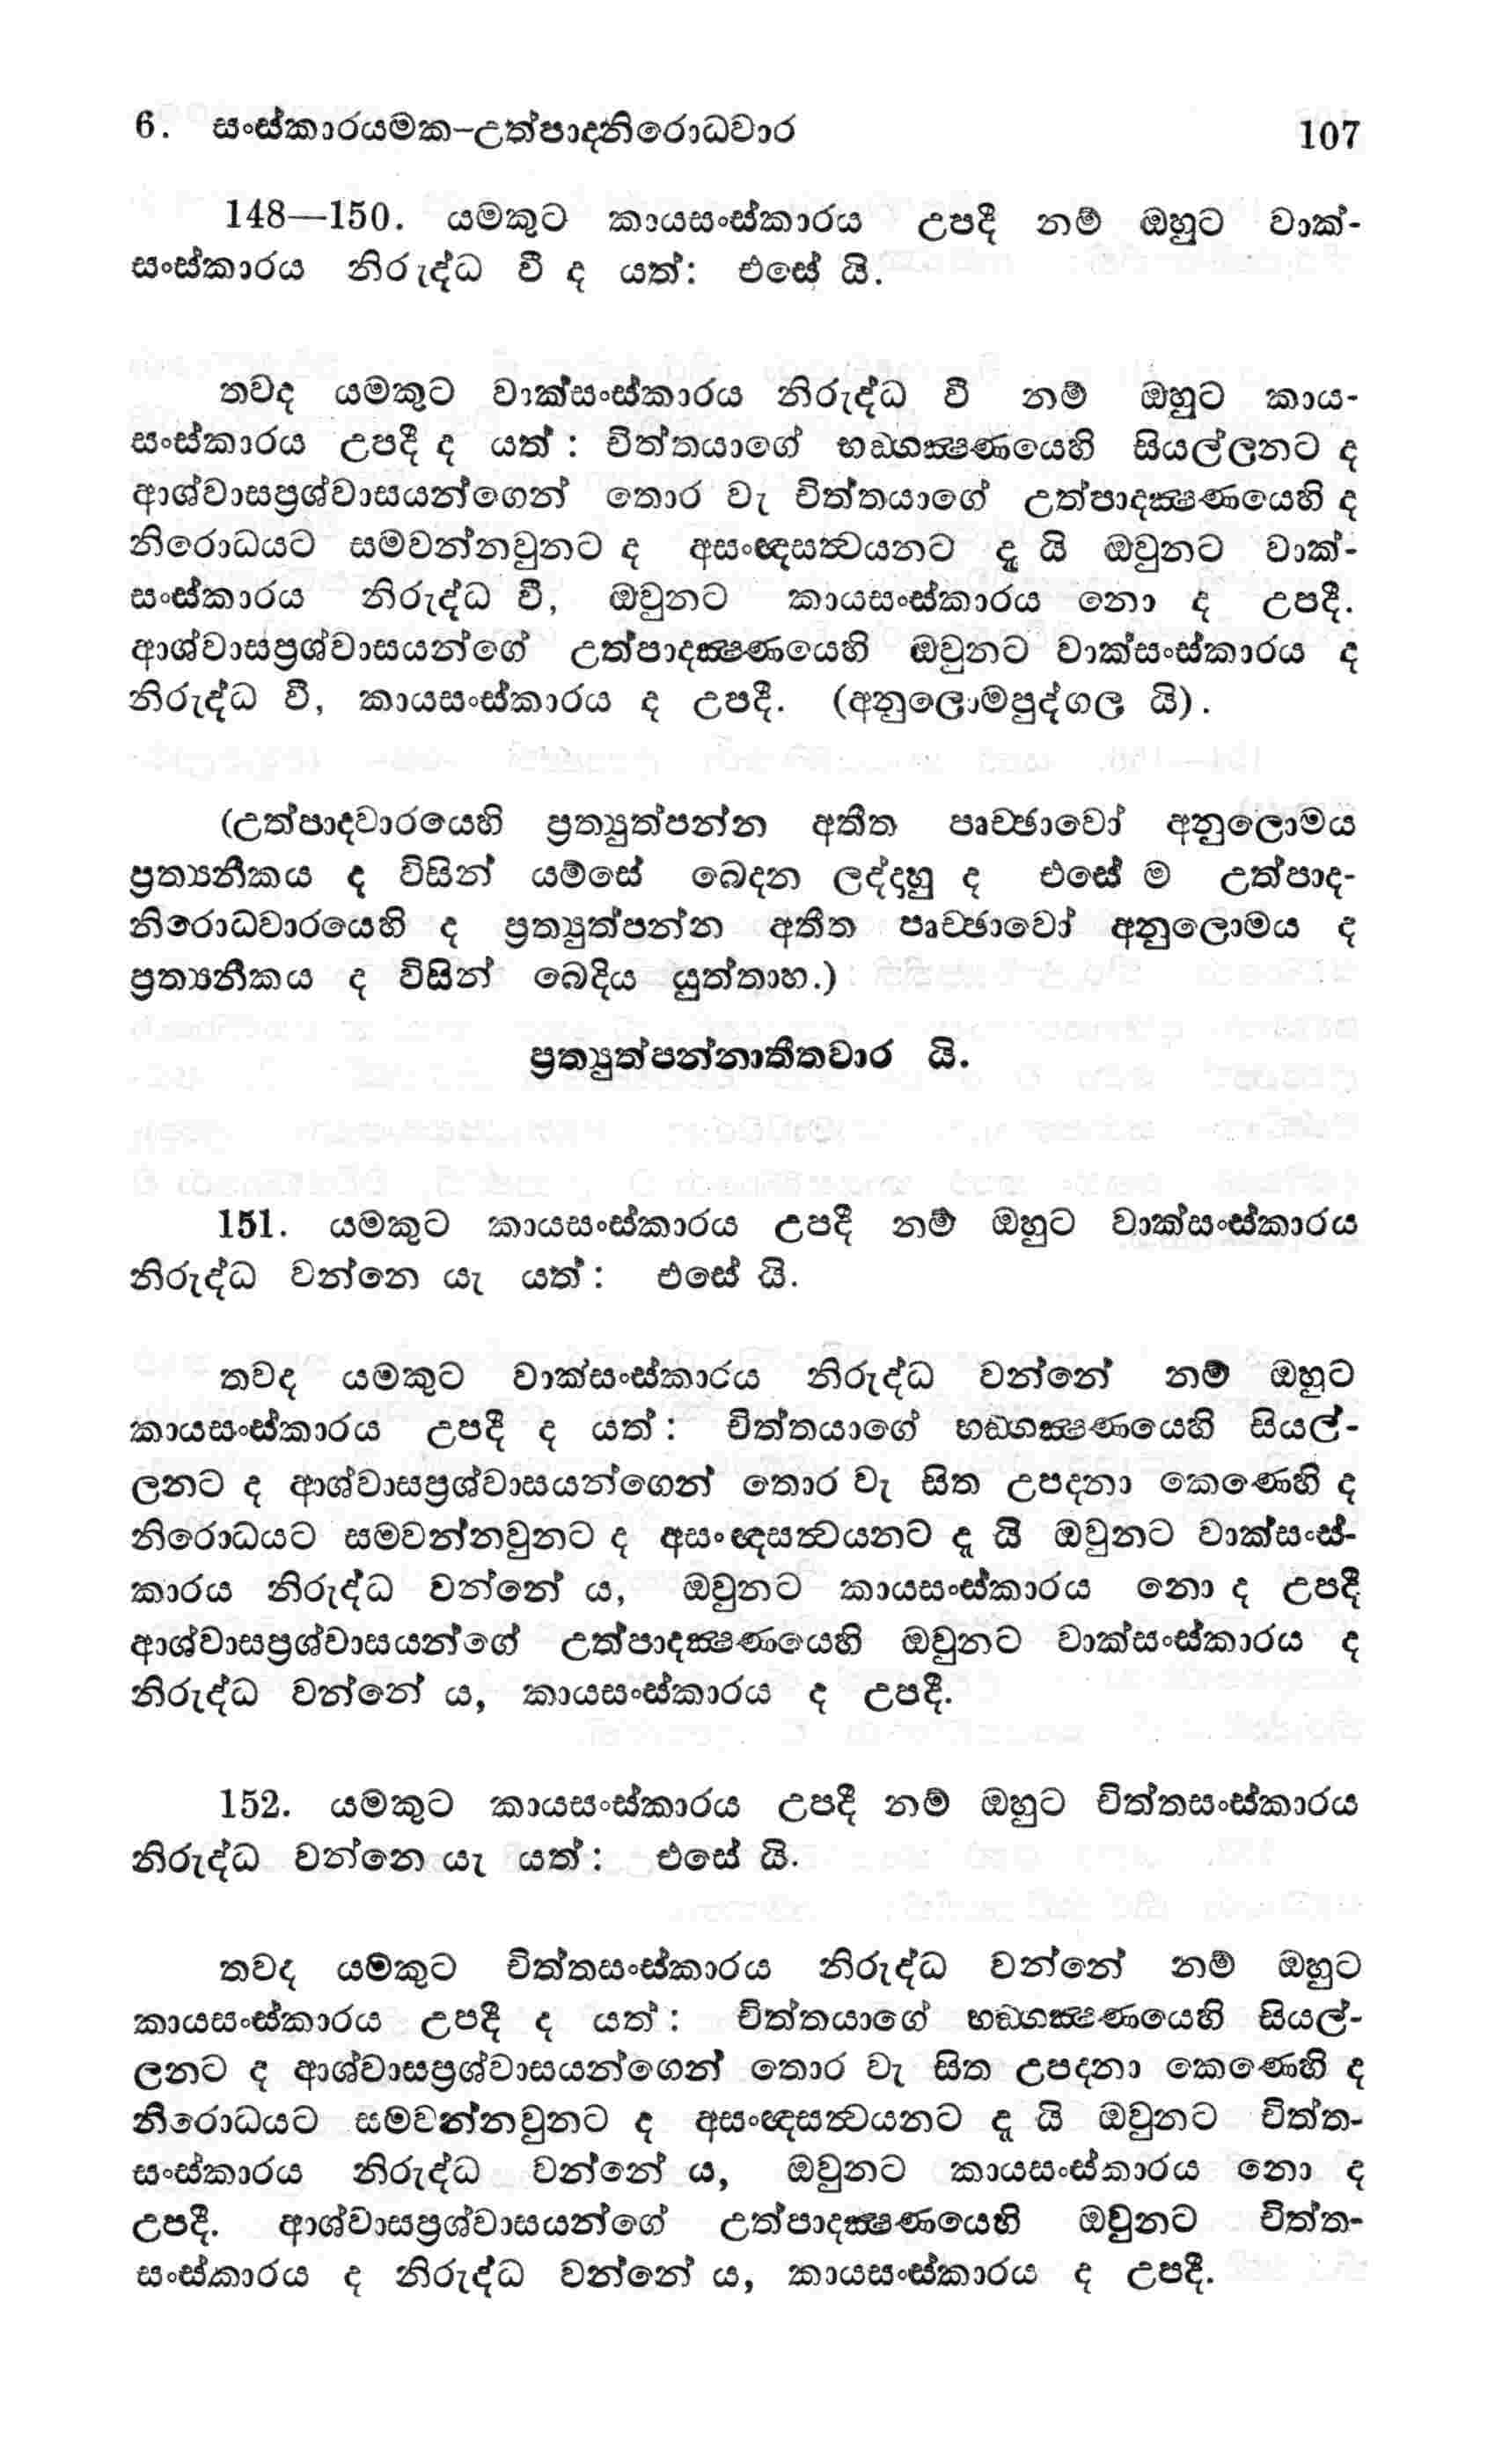 6. සංස්කාරයමක-උත්පාදනිරොධවාර 107
148—150. යමකුට කායසංස්කාරය උපදී නම් ඔහුට වාක්-
සංස්කාරය නිරුද්ධ වී ද යත්: එසේ යි.
තවද යමකුට වාක්සංස්කාරය නිරුද්ධ වී නම් ඔහුට කාය-
සංස්කාරය උපදී ද යත් : චිත්තයාගේ භඞ්ගක්‍ෂණයෙහි සියල්ලනට ද
ආශ්වාසප්‍රශ්වාසයන්ගෙන් තොර වැ චිත්තයාගේ උත්පාදක්‍ෂණයෙහි ද
නිරොධයට සමවන්නවුනට ද අසංඥසත්‍වයනට දැ යි ඔවුනට වාක්-
සංස්කාරය නිරුද්ධ වී, ඔවුනට කායසංස්කාරය නො ද උපදී.
ආශ්වාසප්‍රශ්වාසයන්ගේ උත්පාදක්‍ෂණයෙහි ඔවුනට වාක්සංස්කාරය ද
නිරුද්ධ වී, කායසංස්කාරය ද උපදී. (අනුලොමපුද්ගල යි).
(උත්පාදවාරයෙහි ප්‍රත්‍යුත්පන්න අතීත පෘච්ඡාවෝ අනුලොමය
ප්‍රත්‍යනීකය ද විසින් යම්සේ බෙදන ලද්දහු ද එසේ ම උත්පාද-
නිරොධවාරයෙහි ද ප්‍රත්‍යුත්පන්න අතීත පෘච්ඡාවෝ අනුලොමය ද
ප්‍රත්‍යනීකය ද විසින් බෙදිය යුත්තාහ.)
ප්‍රත්‍යුත්පන්නාතීතවාර යි.
151. යමකුට කායසංස්කාරය උපදී නම් ඔහුට වාක්සංස්කාරය
නිරුද්ධ වන්නෙ යැ යත්: එසේ යි.
තවද යමකුට වාක්සංස්කාරය නිරුද්ධ වන්නේ නම් ඔහුට
කායසංස්කාරය උපදී ද යත්: චිත්තයාගේ භඞ්ගක්‍ෂණයෙහි සියල්-
ලනට ද ආශ්වාසප්‍රශ්වාසයන්ගෙන් තොර වැ සිත උපදනා කෙණෙහි ද
නිරොධයට සමවන්නවුනට ද අසංඥසත්‍වයනට දැ යි ඔවුනට වාක්සංස්-
කාරය නිරුද්ධ වන්නේ ය, ඔවුනට කායසංස්කාරය නො ද උපදී
ආශ්වාසප්‍රශ්වාසයන්ගේ උත්පාදක්‍ෂණයෙහි ඔවුනට වාක්සංස්කාරය ද
නිරුද්ධ වන්නේ ය, කායසංස්කාරය ද උපදී.
152. යමකුට කායසංස්කාරය උපදී නම් ඔහුට චිත්තසංස්කාරය
නිරුද්ධ වන්නෙ යැ යත්: එසේ යි.
තවද යමකුට චිත්තසංස්කාරය නිරුද්ධ වන්නේ නම් ඔහුට
කායසංස්කාරය උපදී ද යත්: චිත්තයාගේ භඞ්ගක්‍ෂණයෙහි සියල්-
ලනට ද ආශ්වාසප්‍රශ්වාසයන්ගෙන් තොර වැ සිත උපදනා කෙණෙහි ද
නිරොධයට සමවන්නවුනට ද අසංඥසත්‍වයනට දැ යි ඔවුනට චිත්ත-
සංස්කාරය නිරුද්ධ වන්නේ ය, ඔවුනට කායසංස්කාරය නො ද
උපදී. ආශ්වාසප්‍රශ්වාසයන්ගේ උත්පාදක්‍ෂණයෙහි ඔවුනට චිත්ත-
සංස්කාරය ද නිරුද්ධ වන්නේ ය, කායසංස්කාරය ද උපදී.